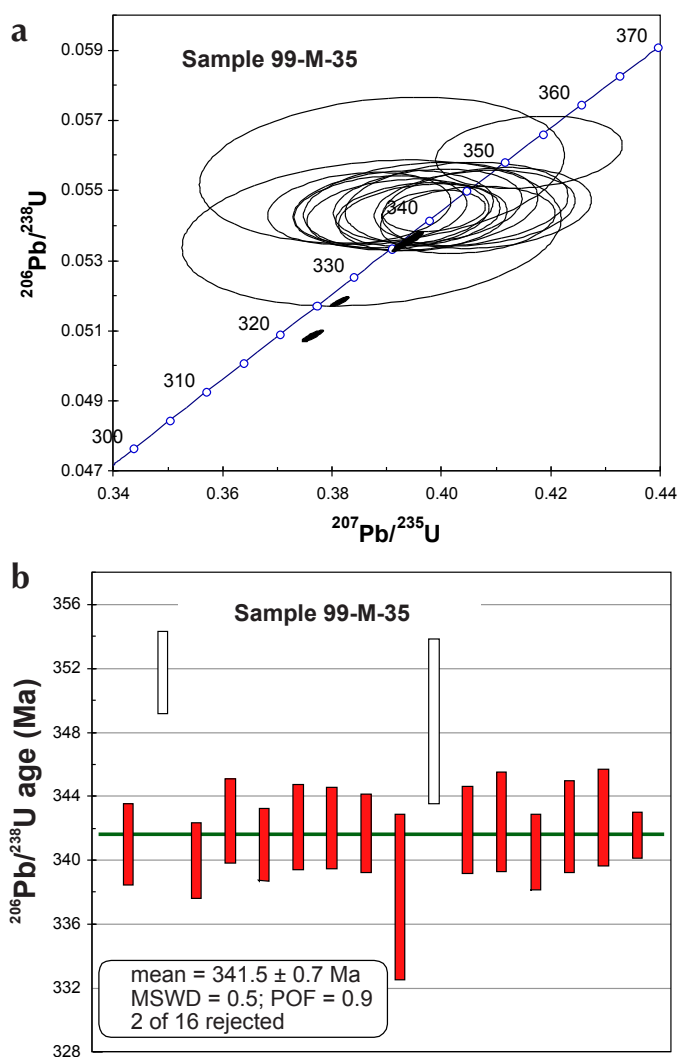 a
Sample 99-M-35
0.059
0.057
0.055
0.053
0.051
0.049
0.047
²⁰⁶Pb/²³⁸U
370
360
350
340
330
320
310
300
0.34
0.36
0.38
0.40
0.42
0.44
²⁰⁷Pb/²³⁵U
b
Sample 99-M-35
356
352
348
344
340
336
332
328
²⁰⁶Pb/²³⁸U age (Ma)
mean = 341.5 ± 0.7 Ma
MSWD = 0.5; POF = 0.9
2 of 16 rejected